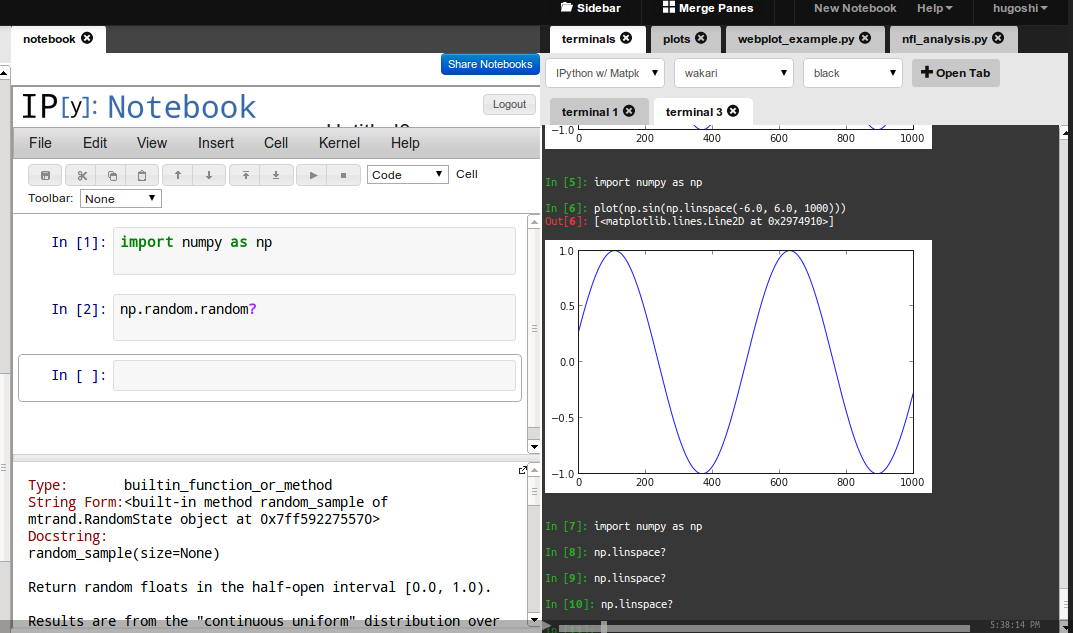 Sidebar
Merge Panes
New Notebook
Help
hugoshi
notebook
Share Notebooks
IP[y]: Notebook
Logout
File Edit View Insert Cell Kernel Help
Code
Cell
Toolbar: None
In [1]: import numpy as np
In [2]: np.random.random?
In [ ]:
Type: builtin_function_or_method
String Form:<built-in method random_sample of
mtrand.RandomState object at 0x7ff592275570>
Docstring:
random_sample(size=None)
Return random floats in the half-open interval [0.0, 1.0).
Results are from the "continuous uniform" distribution over
terminals plots webplot_example.py nfl_analysis.py
IPython w/ Matpk wakari black Open Tab
terminal 1 terminal 3
−1.0
0 200 400 600 800 1000
In [5]: import numpy as np
In [6]: plot(np.sin(np.linspace(-6.0, 6.0, 1000)))
Out[6]: [<matplotlib.lines.Line2D at 0x2974910>]
1.0
0.5
0.0
−0.5
−1.0
0 200 400 600 800 1000
In [7]: import numpy as np
In [8]: np.linspace?
In [9]: np.linspace?
In [10]: np.linspace?
5:38:14 PM